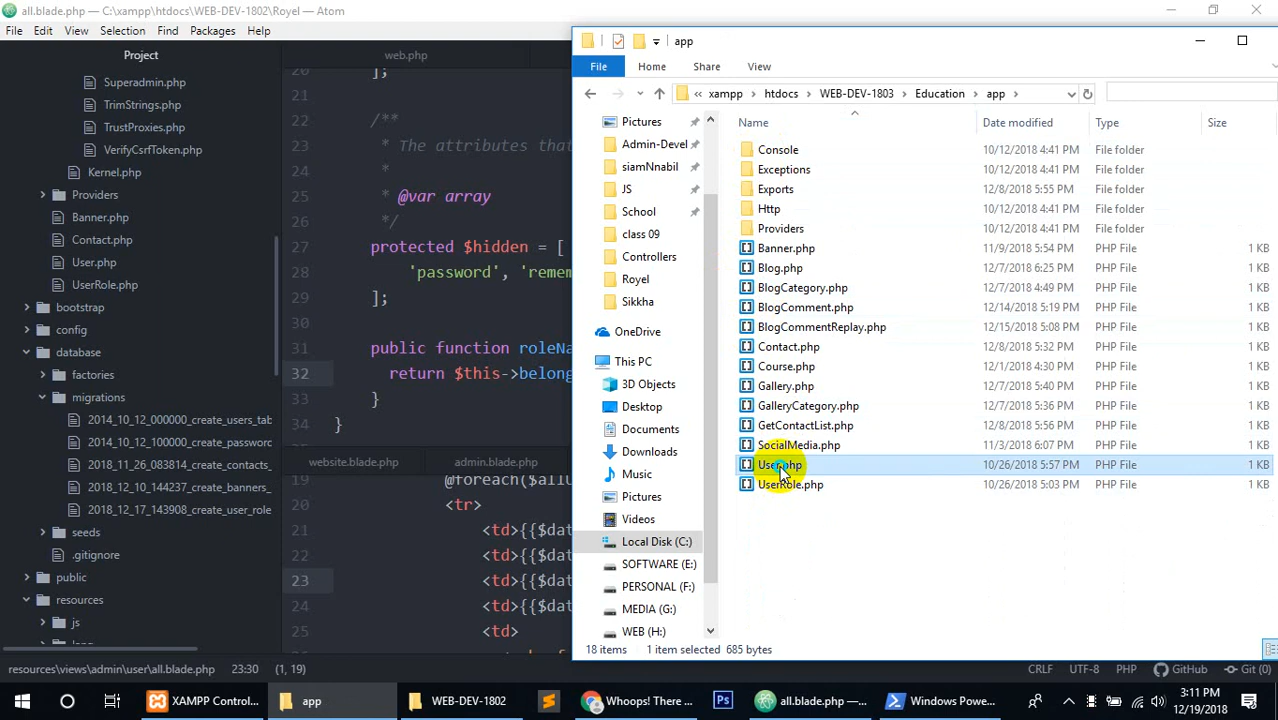 all.blade.php — C:\xampp\htdocs\WEB-DEV-1802\Royel — Atom
File Edit View Selection Find Packages Help
Project
Superadmin.php
TrimStrings.php
TrustProxies.php
VerifyCsrfToken.php
Kernel.php
Providers
Banner.php
Contact.php
User.php
UserRole.php
bootstrap
config
database
factories
migrations
2014_10_12_000000_create_users_tab
2014_10_12_100000_create_password
2018_11_26_083814_create_contacts_
2018_12_10_144237_create_banners_
2018_12_17_143908_create_user_role
seeds
.gitignore
public
resources
js
web.php
20 ];
21
22 /**
23 * The attributes that
24 *
25 * @var array
26 */
27 protected $hidden = [
28 'password', 'remem
29 ];
30
31 public function roleNa
32 return $this->belong
33 }
34 }
website.blade.php admin.blade.php
19 @foreach($allU
20 <tr>
21 <td>{{$dat
22 <td>{{$dat
23 <td>{{$dat
24 <td>{{$dat
25 <td>
26
resources\views\admin\user\all.blade.php 23:30 (1, 19)
CRLF UTF-8 PHP GitHub Git (0)
app
File Home Share View
« xampp htdocs WEB-DEV-1803 Education app
Pictures
Admin-Devel
siamNnabil
JS
School
class 09
Controllers
Royel
Sikkha
OneDrive
This PC
3D Objects
Desktop
Documents
Downloads
Music
Pictures
Videos
Local Disk (C:)
SOFTWARE (E:)
PERSONAL (F:)
MEDIA (G:)
WEB (H:)
Name Date modified Type Size
Console 10/12/2018 4:41 PM File folder
Exceptions 10/12/2018 4:41 PM File folder
Exports 12/8/2018 5:55 PM File folder
Http 10/12/2018 4:41 PM File folder
Providers 10/12/2018 4:41 PM File folder
Banner.php 11/9/2018 5:54 PM PHP File 1 KB
Blog.php 12/7/2018 6:25 PM PHP File 1 KB
BlogCategory.php 12/7/2018 4:49 PM PHP File 1 KB
BlogComment.php 12/14/2018 5:19 PM PHP File 1 KB
BlogCommentReplay.php 12/15/2018 5:08 PM PHP File 1 KB
Contact.php 12/8/2018 5:32 PM PHP File 1 KB
Course.php 12/1/2018 4:30 PM PHP File 1 KB
Gallery.php 12/7/2018 5:40 PM PHP File 1 KB
GalleryCategory.php 12/7/2018 5:36 PM PHP File 1 KB
GetContactList.php 12/8/2018 5:56 PM PHP File 1 KB
SocialMedia.php 11/3/2018 6:07 PM PHP File 1 KB
User.php 10/26/2018 5:57 PM PHP File 1 KB
UserRole.php 10/26/2018 5:03 PM PHP File 1 KB
18 items 1 item selected 685 bytes
XAMPP Control... app WEB-DEV-1802 Whoops! There ... all.blade.php —... Windows Powe...
3:11 PM
12/19/2018